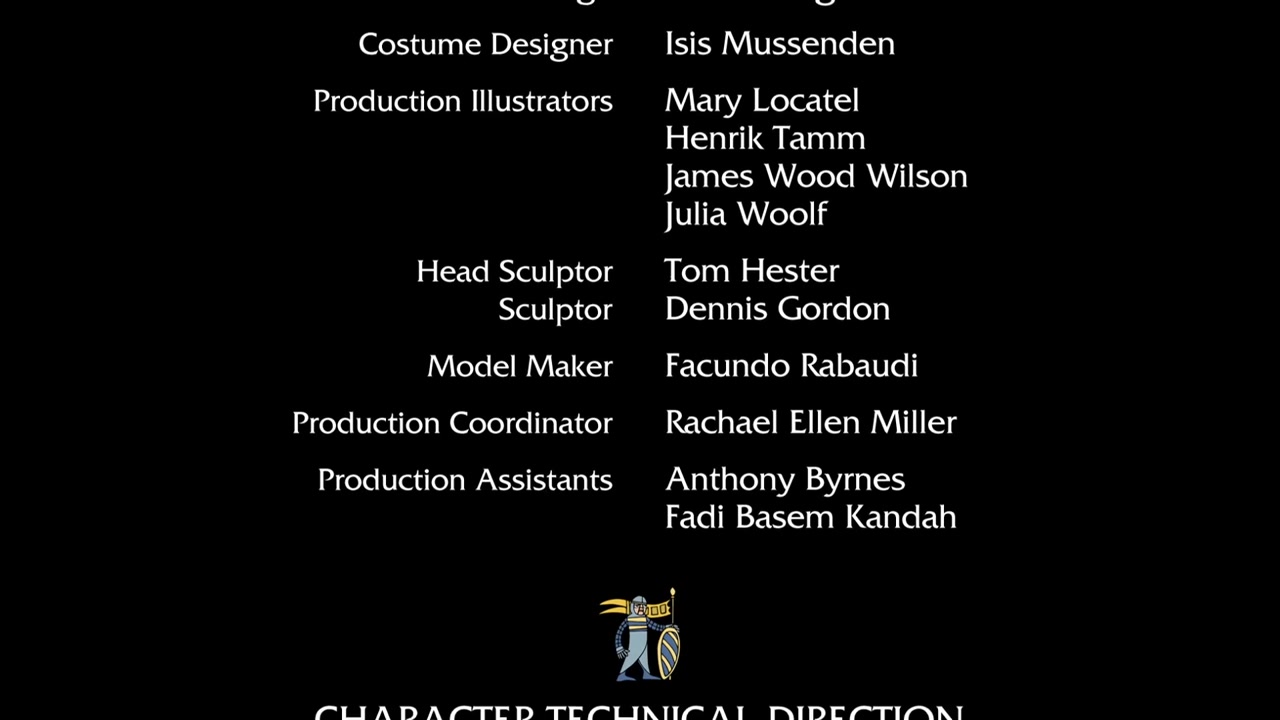 Costume Designer Isis Mussenden
Production Illustrators Mary Locatel
Henrik Tamm
James Wood Wilson
Julia Woolf
Head Sculptor Tom Hester
Sculptor Dennis Gordon
Model Maker Facundo Rabaudi
Production Coordinator Rachael Ellen Miller
Production Assistants Anthony Byrnes
Fadi Basem Kandah
CHARACTER TECHNICAL DIRECTION